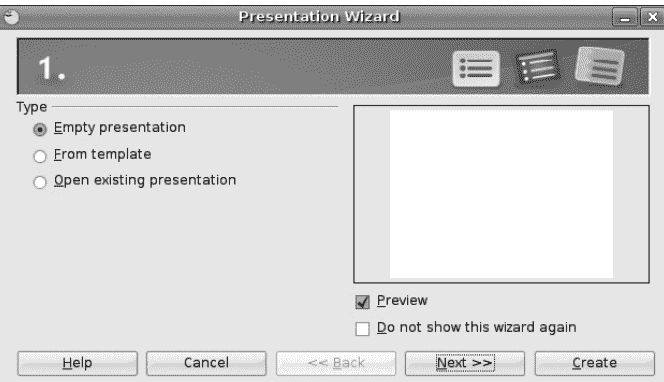 Presentation Wizard
1.
Type
Empty presentation
From template
Open existing presentation
Preview
Do not show this wizard again
Help Cancel << Back Next >> Create